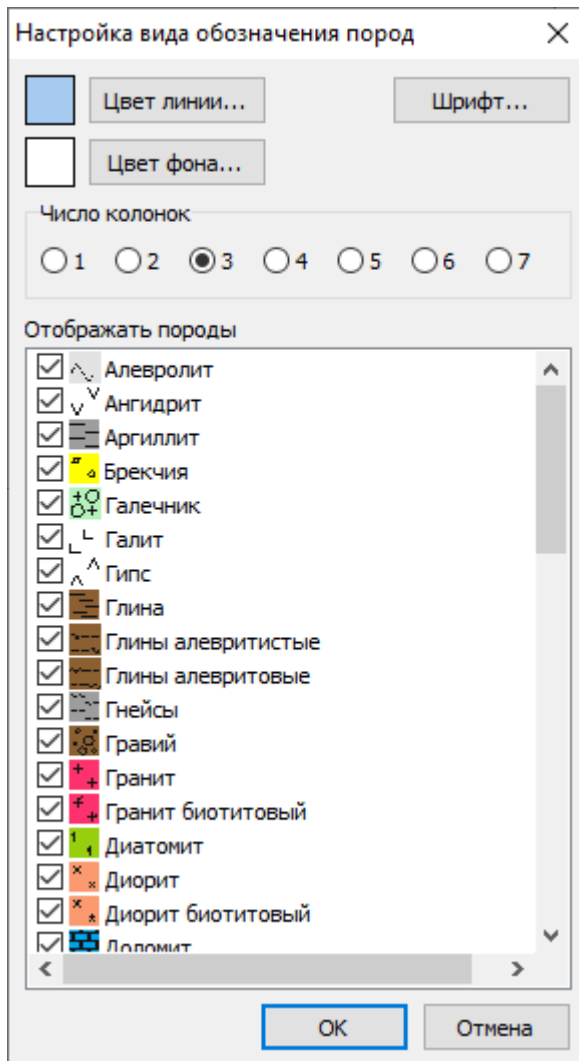 Настройка вида обозначения пород
Цвет линии... Шрифт...
Цвет фона...
Число колонок
1 2 3 4 5 6 7
Отображать породы
Алевролит
Ангидрит
Аргиллит
Брекчия
Галечник
Галит
Гипс
Глина
Глины алевритистые
Глины алевритовые
Гнейсы
Гравий
Гранит
Гранит биотитовый
Диатомит
Диорит
Диорит биотитовый
Доломит
OK Отмена